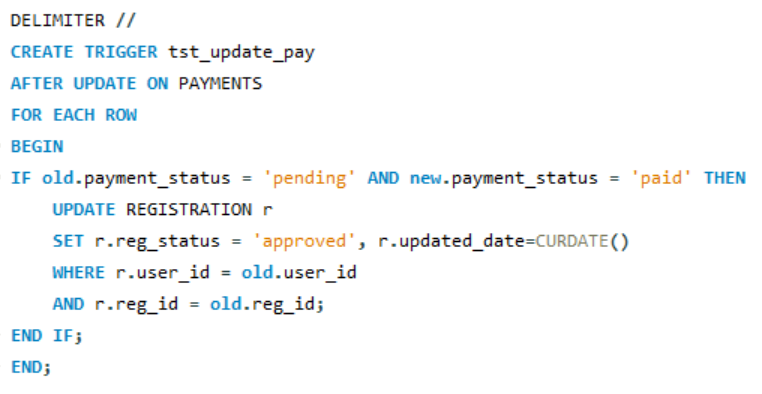 DELIMITER //
CREATE TRIGGER tst_update_pay
AFTER UPDATE ON PAYMENTS
FOR EACH ROW
BEGIN
IF old.payment_status = 'pending' AND new.payment_status = 'paid' THEN
    UPDATE REGISTRATION r
    SET r.reg_status = 'approved', r.updated_date=CURDATE()
    WHERE r.user_id = old.user_id
    AND r.reg_id = old.reg_id;
END IF;
END;